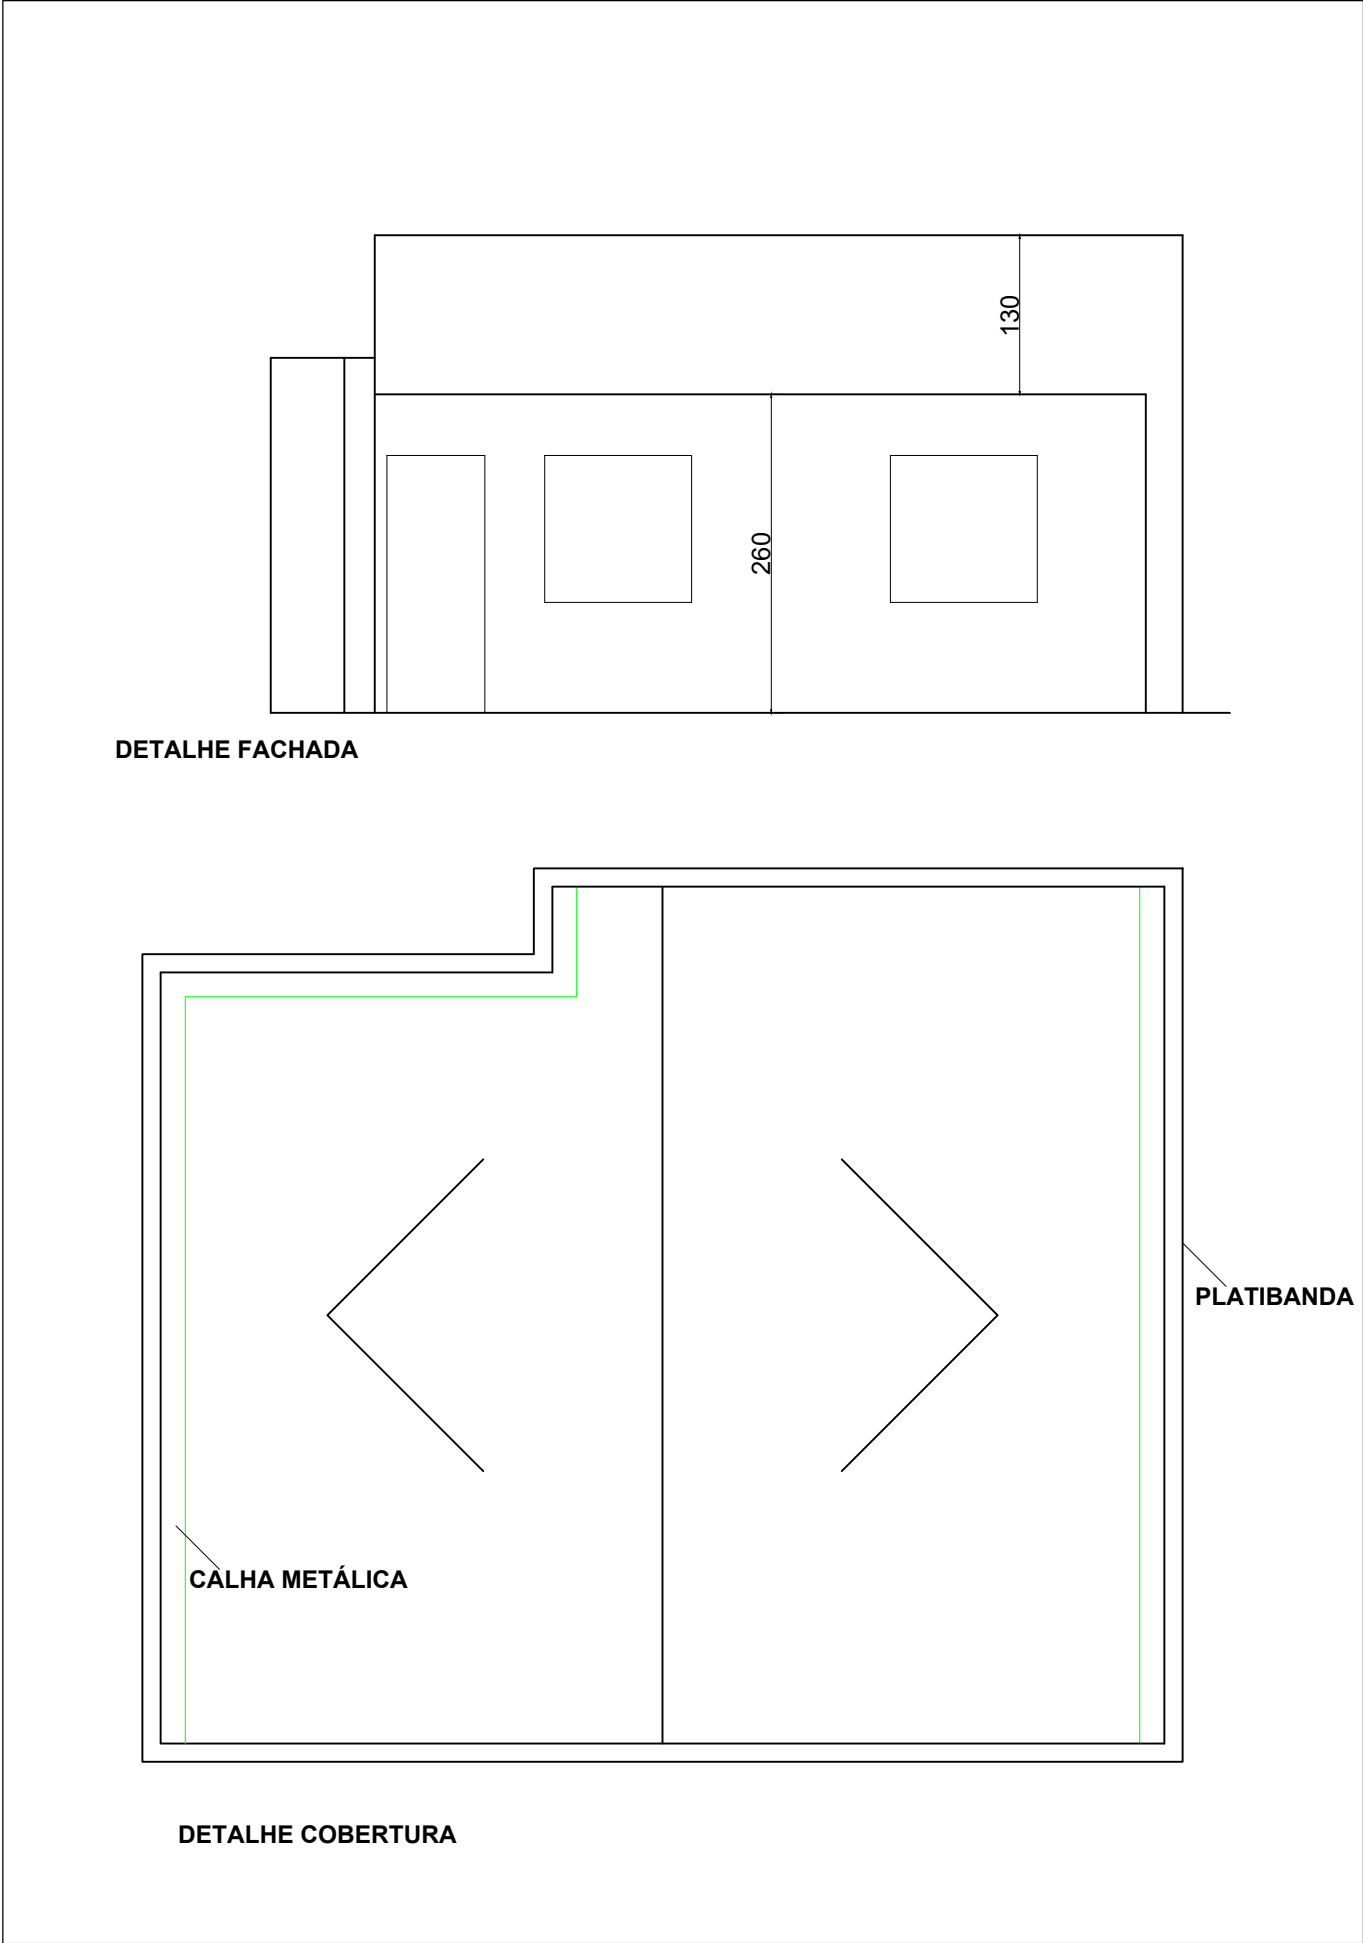 130
260
DETALHE FACHADA
PLATIBANDA
CALHA METÁLICA
DETALHE COBERTURA